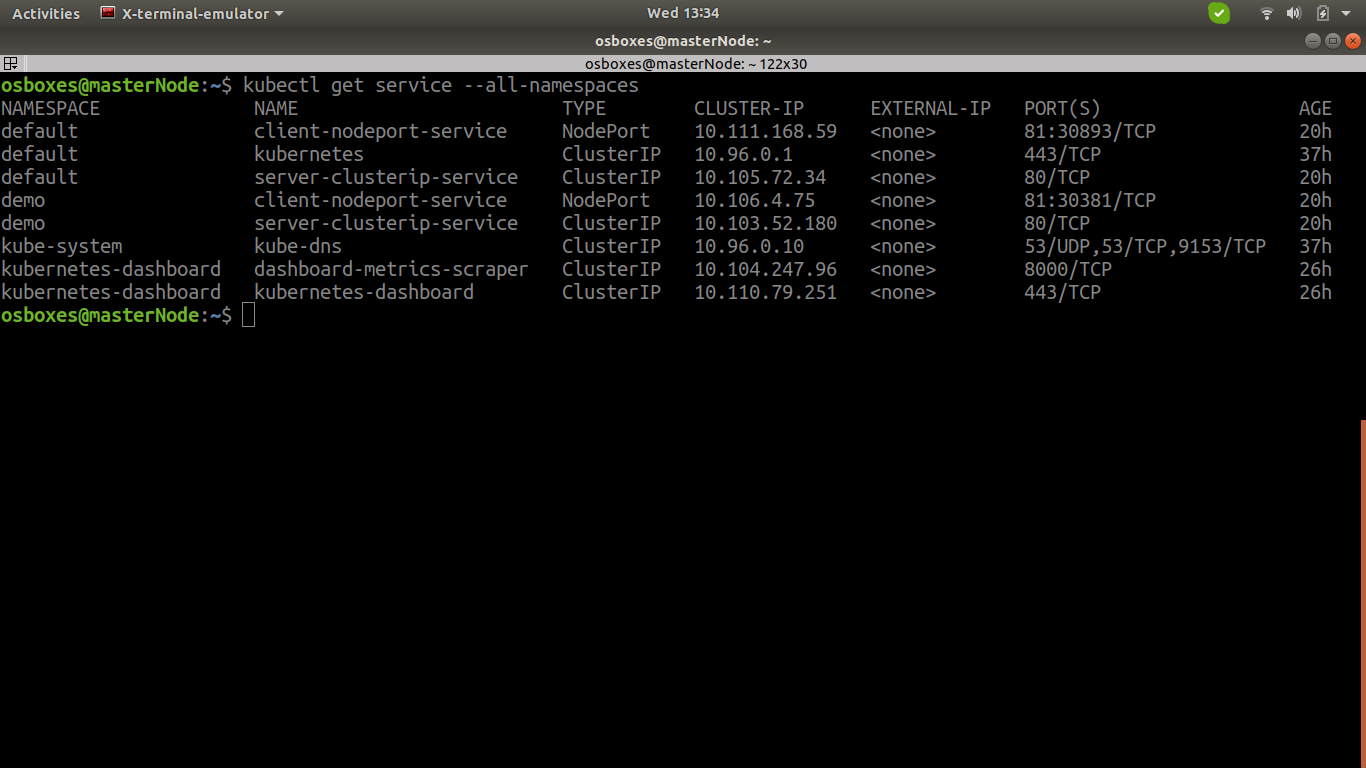 Activities X-terminal-emulator Wed 13:34
osboxes@masterNode: ~
osboxes@masterNode: ~ 122x30
osboxes@masterNode:~$ kubectl get service --all-namespaces
NAMESPACE NAME TYPE CLUSTER-IP EXTERNAL-IP PORT(S) AGE
default client-nodeport-service NodePort 10.111.168.59 <none> 81:30893/TCP 20h
default kubernetes ClusterIP 10.96.0.1 <none> 443/TCP 37h
default server-clusterip-service ClusterIP 10.105.72.34 <none> 80/TCP 20h
demo client-nodeport-service NodePort 10.106.4.75 <none> 81:30381/TCP 20h
demo server-clusterip-service ClusterIP 10.103.52.180 <none> 80/TCP 20h
kube-system kube-dns ClusterIP 10.96.0.10 <none> 53/UDP,53/TCP,9153/TCP 37h
kubernetes-dashboard dashboard-metrics-scraper ClusterIP 10.104.247.96 <none> 8000/TCP 26h
kubernetes-dashboard kubernetes-dashboard ClusterIP 10.110.79.251 <none> 443/TCP 26h
osboxes@masterNode:~$